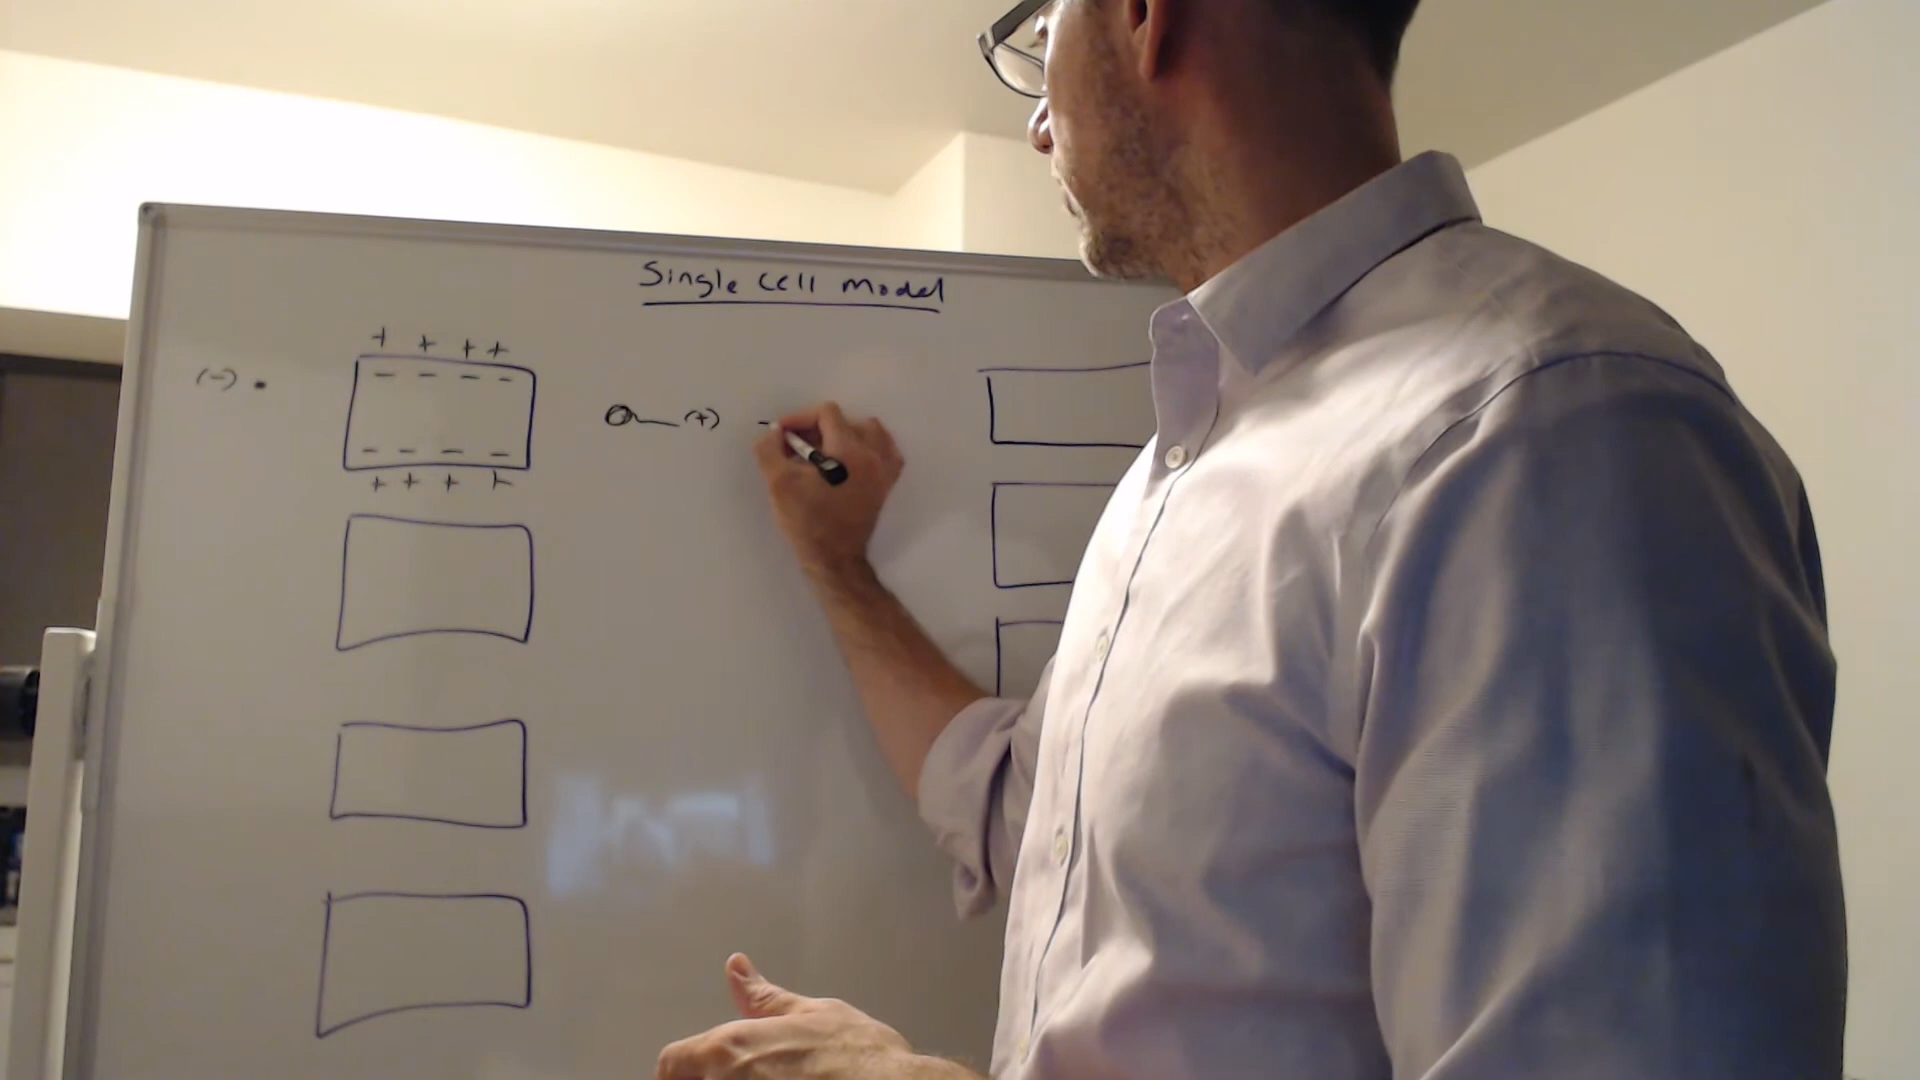 Single Cell Model
+ + + +
(-) - - - -
(+) -
- - - -
+ + + +